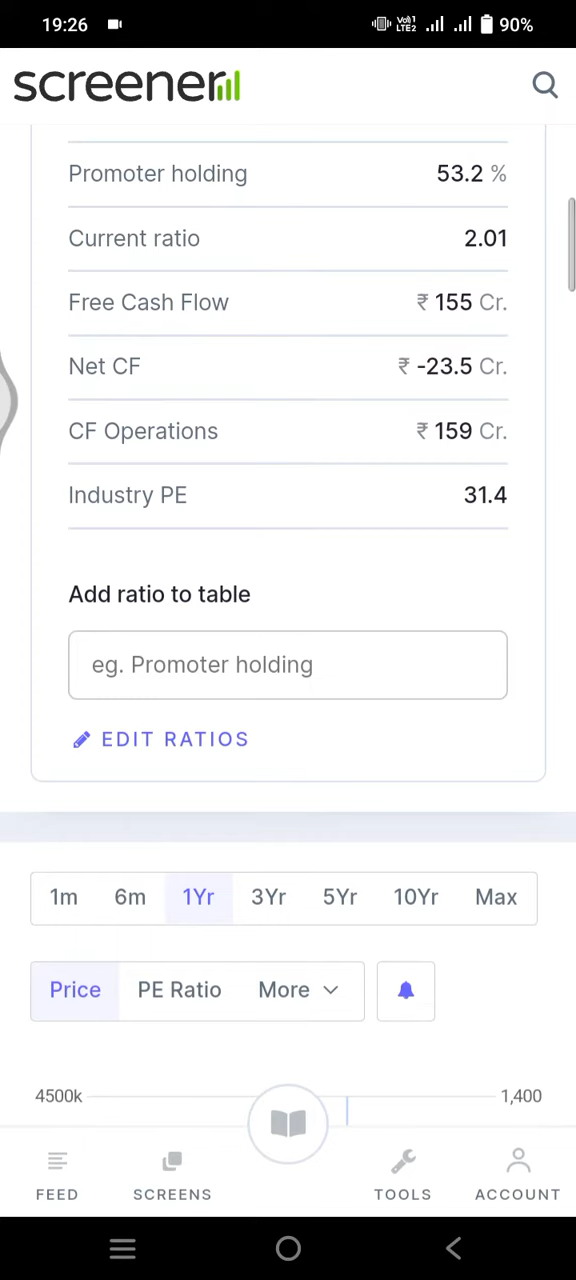 19:26 Vol1 LTE2 90%
screener
Promoter holding 53.2 %
Current ratio 2.01
Free Cash Flow ₹ 155 Cr.
Net CF ₹ -23.5 Cr.
CF Operations ₹ 159 Cr.
Industry PE 31.4
Add ratio to table
eg. Promoter holding
EDIT RATIOS
1m 6m 1Yr 3Yr 5Yr 10Yr Max
Price PE Ratio More
4500k 1,400
FEED SCREENS TOOLS ACCOUNT